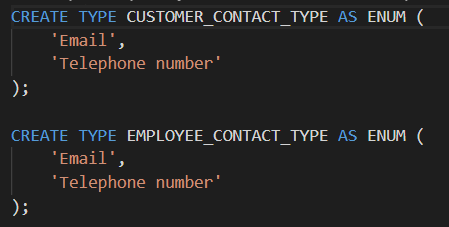 CREATE TYPE CUSTOMER_CONTACT_TYPE AS ENUM (
    'Email',
    'Telephone number'
);

CREATE TYPE EMPLOYEE_CONTACT_TYPE AS ENUM (
    'Email',
    'Telephone number'
);